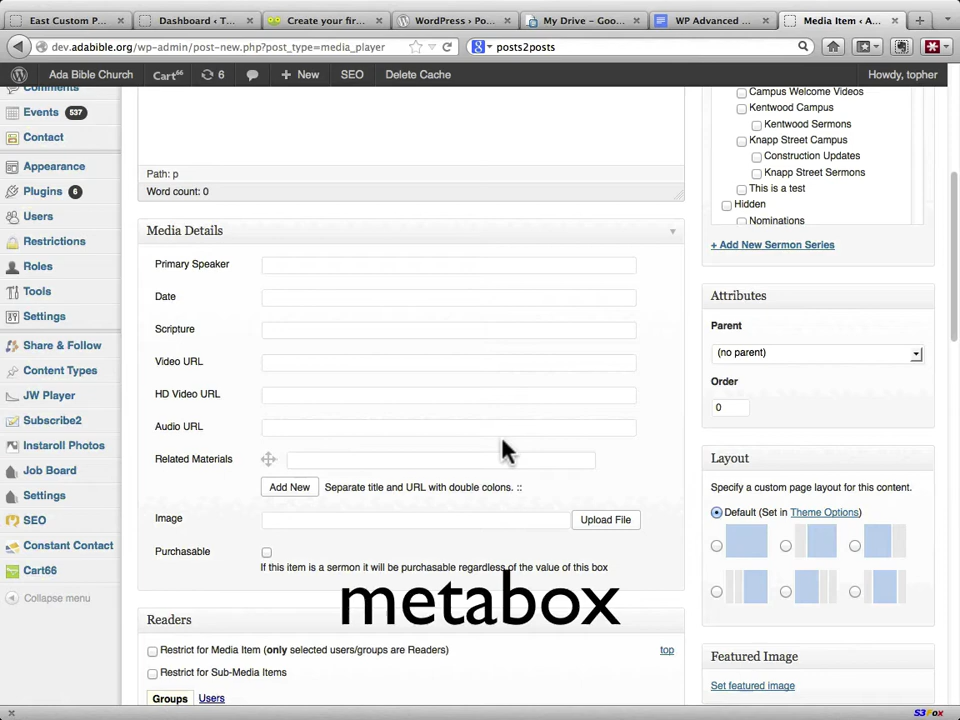 East Custom P...
Dashboard ‹ T...
Create your fir...
WordPress › Po...
My Drive - Goo...
WP Advanced ...
Media Item ‹ A...
dev.adabible.org/wp-admin/post-new.php?post_type=media_player
posts2posts
Ada Bible Church
Cart66
6
New
SEO
Delete Cache
Howdy, topher
Comments
Events 537
Contact
Appearance
Plugins 6
Users
Restrictions
Roles
Tools
Settings
Share & Follow
Content Types
JW Player
Subscribe2
Instaroll Photos
Job Board
Settings
SEO
Constant Contact
Cart66
Collapse menu
Path: p
Word count: 0
Media Details
Primary Speaker
Date
Scripture
Video URL
HD Video URL
Audio URL
Related Materials
Add New Separate title and URL with double colons. ::
Image
Upload File
Purchasable
If this item is a sermon it will be purchasable regardless of the value of this box
metabox
Readers
Restrict for Media Item (only selected users/groups are Readers)
top
Restrict for Sub-Media Items
Groups Users
Campus Welcome Videos
Kentwood Campus
Kentwood Sermons
Knapp Street Campus
Construction Updates
Knapp Street Sermons
This is a test
Hidden
Nominations
+ Add New Sermon Series
Attributes
Parent
(no parent)
Order
0
Layout
Specify a custom page layout for this content.
Default (Set in Theme Options)
Featured Image
Set featured image
S3Fox